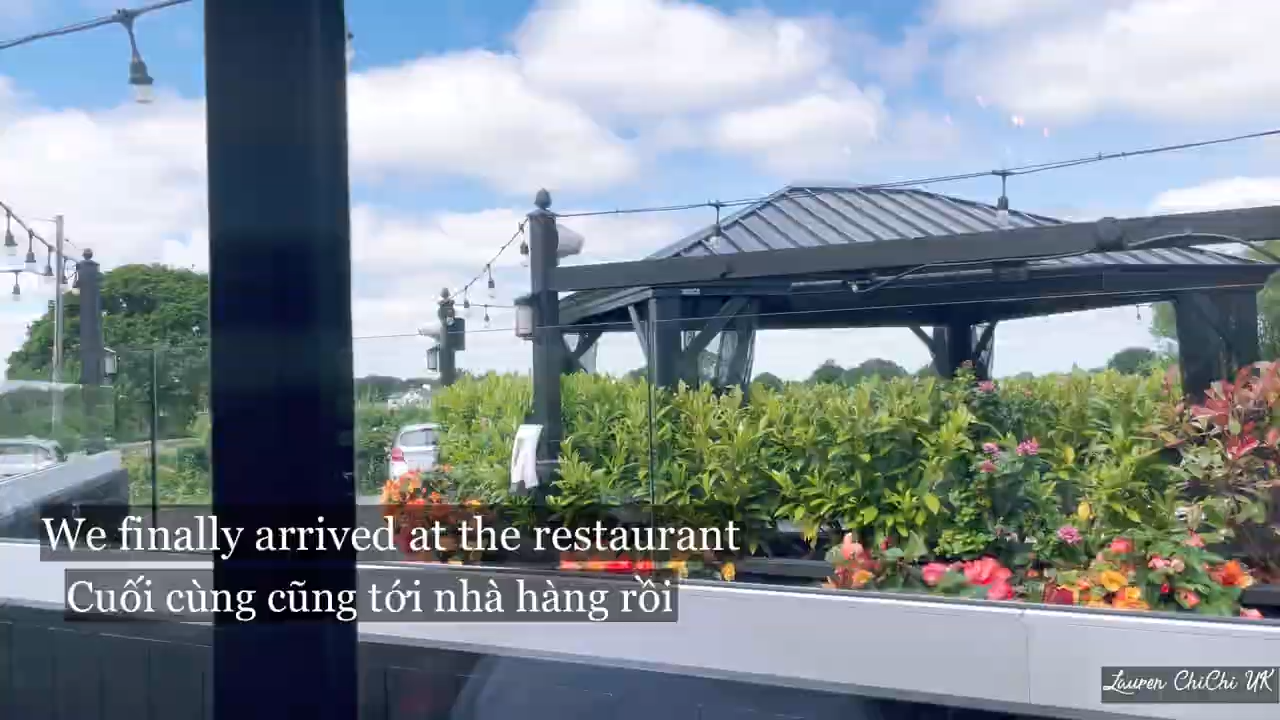 We finally arrived at the restaurant
Cuối cùng cũng tới nhà hàng rồi
Lauren ChiChi UK